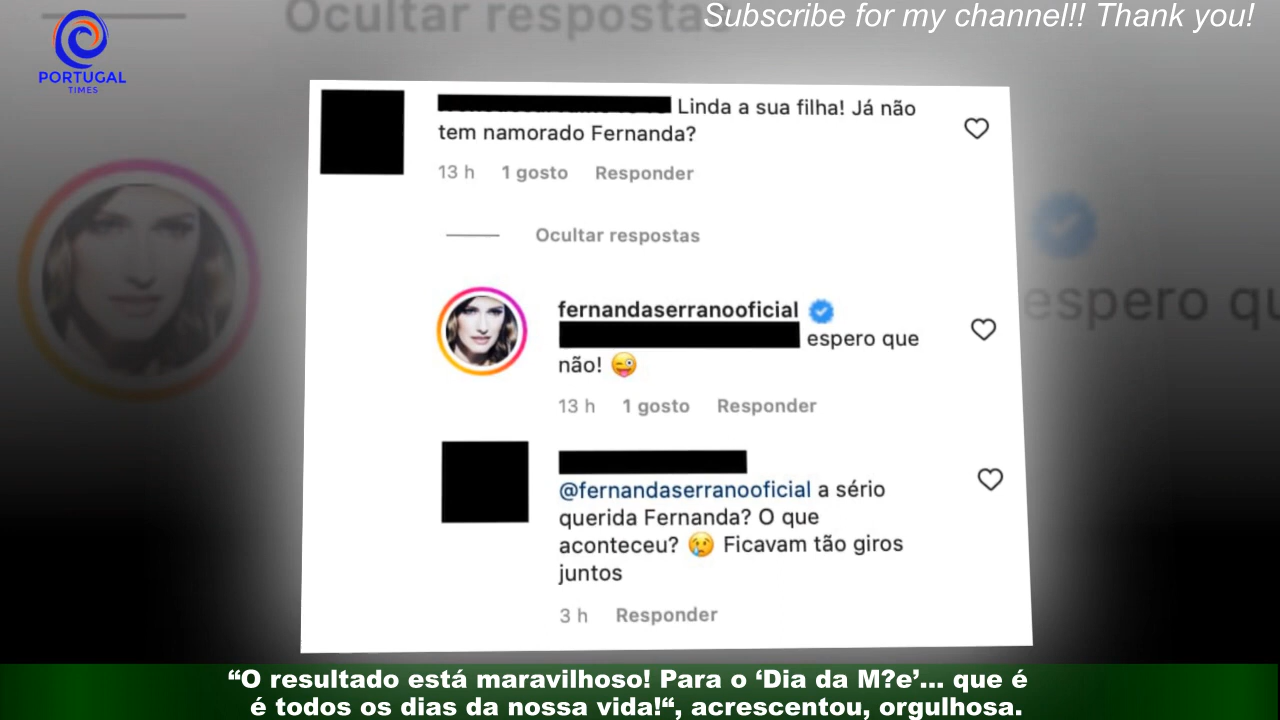 Ocultar respostas
Subscribe for my channel!! Thank you!
PORTUGAL
TIMES
Linda a sua filha! Já não
tem namorado Fernanda?
13 h 1 gosto Responder
Ocultar respostas
fernandaserranooficial
espero que
não! 😜
13 h 1 gosto Responder
@fernandaserranooficial a sério
querida Fernanda? O que
aconteceu? 😢 Ficavam tão giros
juntos
3 h Responder
espero qu
“O resultado está maravilhoso! Para o ‘Dia da M?e’... que é
é todos os dias da nossa vida!“, acrescentou, orgulhosa.